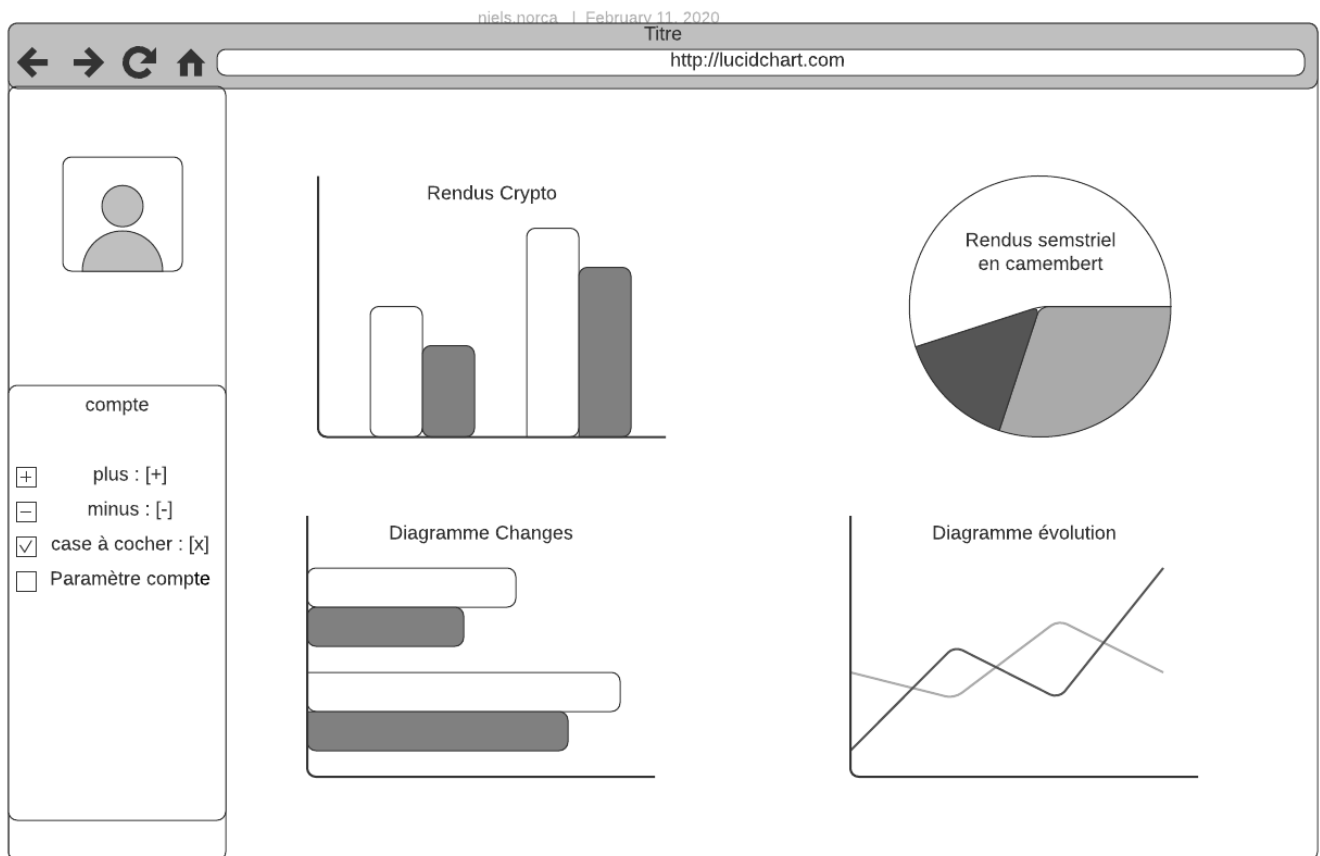 niels.norca | February 11, 2020
Titre
http://lucidchart.com
Rendus Crypto
Rendus semstriel
en camembert
compte
plus : [+]
minus : [-]
case à cocher : [x]
Paramètre compte
Diagramme Changes
Diagramme évolution